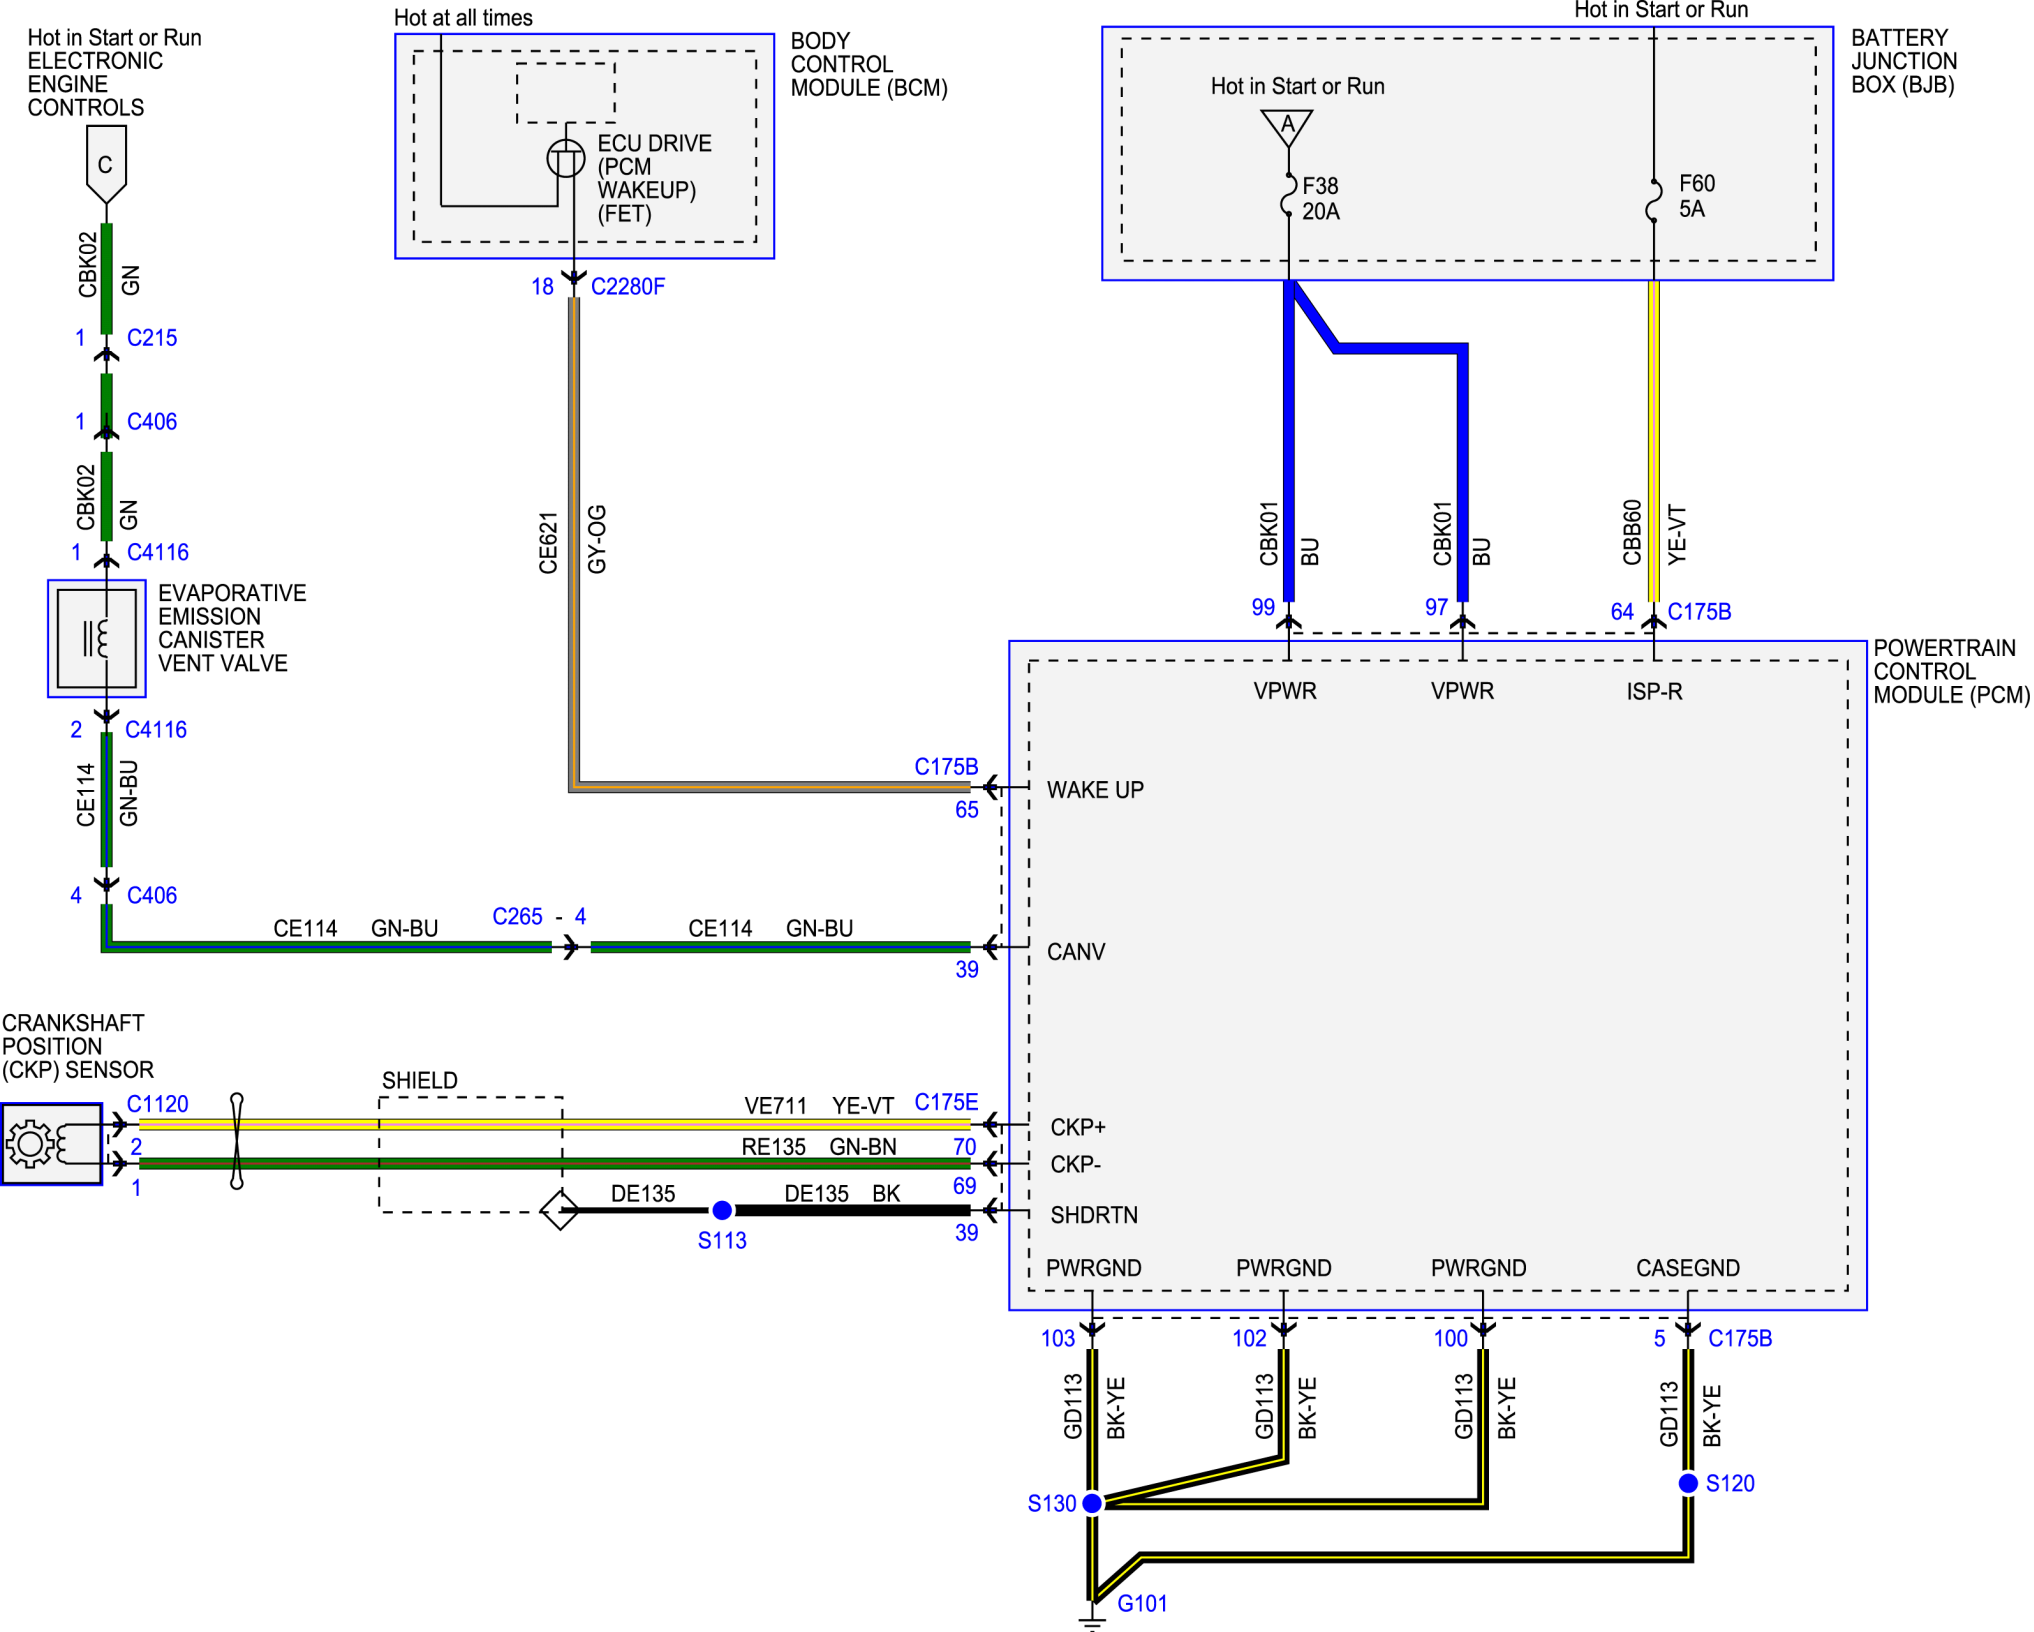 Hot in Start or Run
ELECTRONIC
ENGINE
CONTROLS
C
CBK02
GN
1
C215
1
C406
CBK02
GN
1
C4116
EVAPORATIVE
EMISSION
CANISTER
VENT VALVE
2
C4116
CE114
GN-BU
4
C406
CE114
GN-BU
C265 - 4
CE114
GN-BU
39
Hot at all times
BODY
CONTROL
MODULE (BCM)
ECU DRIVE
(PCM
WAKEUP)
(FET)
18
C2280F
CE621
GY-OG
C175B
65
Hot in Start or Run
BATTERY
JUNCTION
BOX (BJB)
Hot in Start or Run
A
F38
20A
F60
5A
CBK01
BU
CBK01
BU
CBB60
YE-VT
99
97
64
C175B
POWERTRAIN
CONTROL
MODULE (PCM)
VPWR
VPWR
ISP-R
WAKE UP
CANV
CRANKSHAFT
POSITION
(CKP) SENSOR
C1120
2
1
SHIELD
VE711
YE-VT
C175E
70
RE135
GN-BN
69
DE135
S113
DE135
BK
39
CKP+
CKP-
SHDRTN
PWRGND
PWRGND
PWRGND
CASEGND
103
102
100
5
C175B
GD113
BK-YE
GD113
BK-YE
GD113
BK-YE
GD113
BK-YE
S130
S120
G101